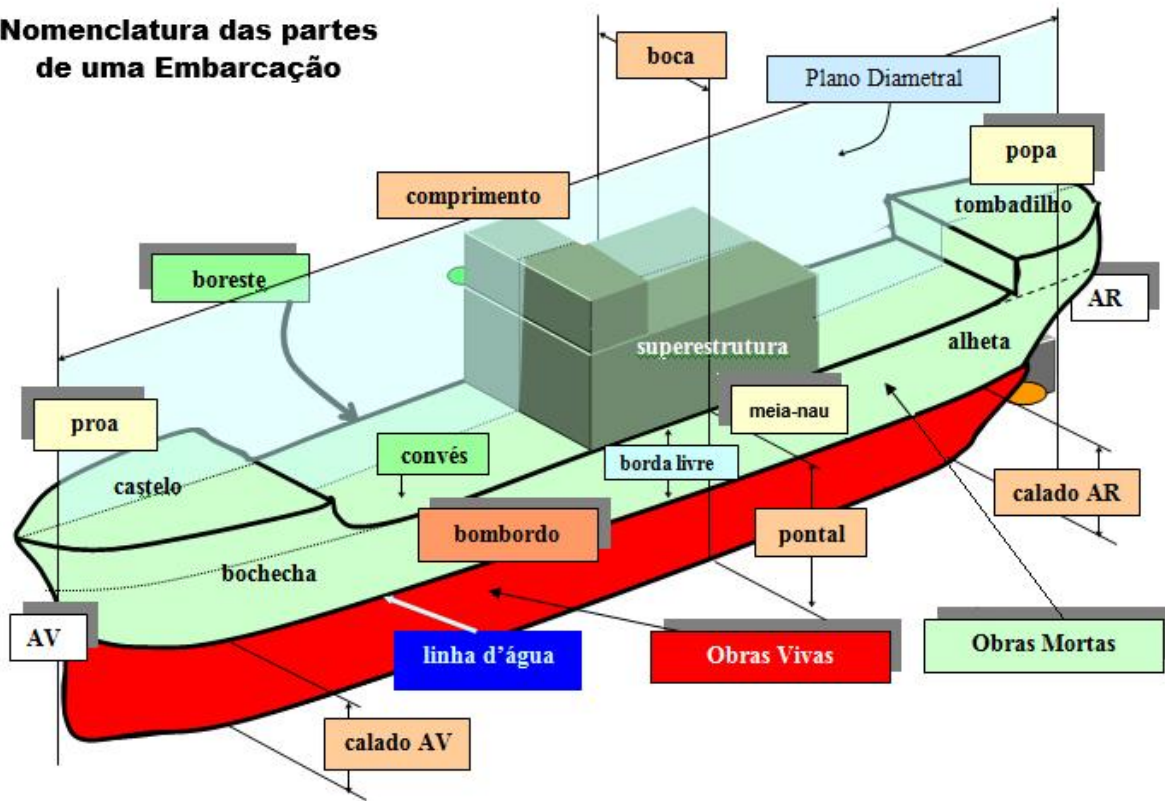 Nomenclatura das partes
de uma Embarcação
boca
Plano Diametral
popa
comprimento
tombadilho
boreste
AR
superestrutura
alheta
proa
meia-nau
convés
borda livre
castelo
calado AR
bombordo
pontal
bochecha
AV
linha d'água
Obras Vivas
Obras Mortas
calado AV